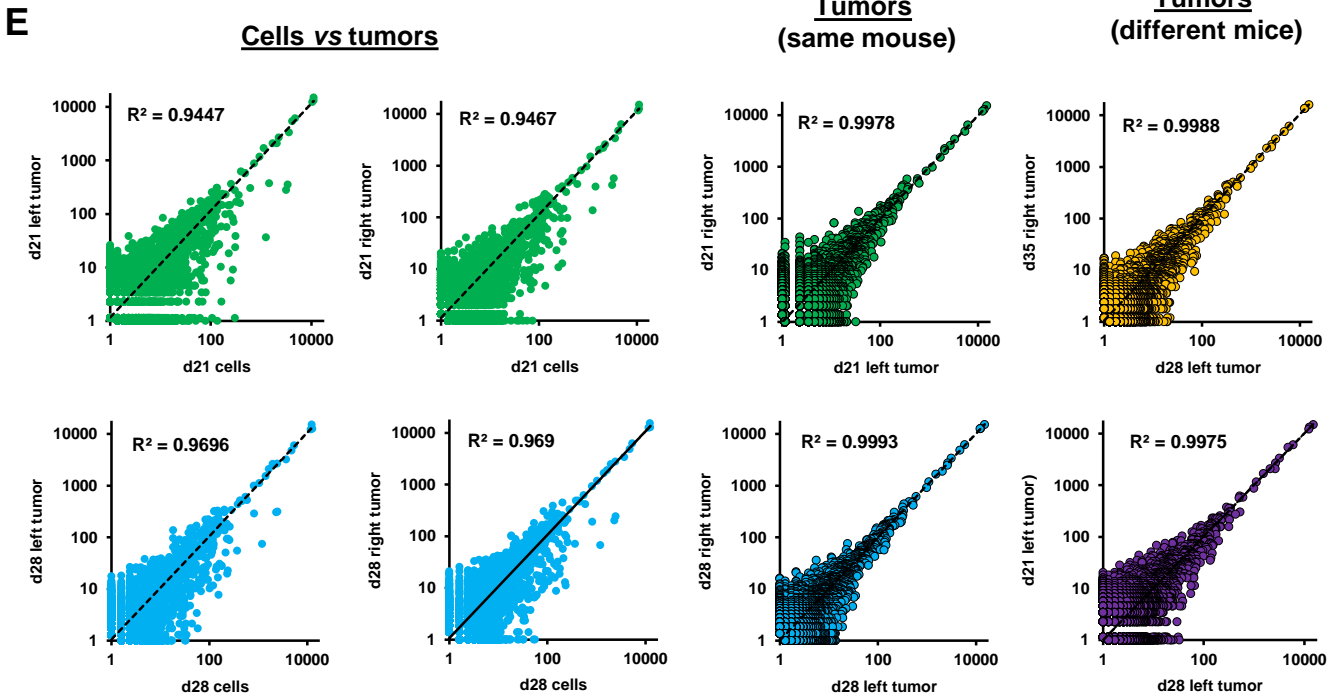 E
Cells vs tumors
Tumors
(same mouse)
Tumors
(different mice)
R² = 0.9447
10000
1000
100
10
1
d21 left tumor
1
100
10000
d21 cells
R² = 0.9467
10000
1000
100
10
1
d21 right tumor
1
100
10000
d21 cells
R² = 0.9978
10000
1000
100
10
1
d21 right tumor
1
100
10000
d21 left tumor
R² = 0.9988
10000
1000
100
10
1
d35 right tumor
1
100
10000
d28 left tumor
R² = 0.9696
10000
1000
100
10
1
d28 left tumor
1
100
10000
d28 cells
R² = 0.969
10000
1000
100
10
1
d28 right tumor
1
100
10000
d28 cells
R² = 0.9993
10000
1000
100
10
1
d28 right tumor
1
100
10000
d28 left tumor
R² = 0.9975
10000
1000
100
10
1
d21 left tumor)
1
100
10000
d28 left tumor